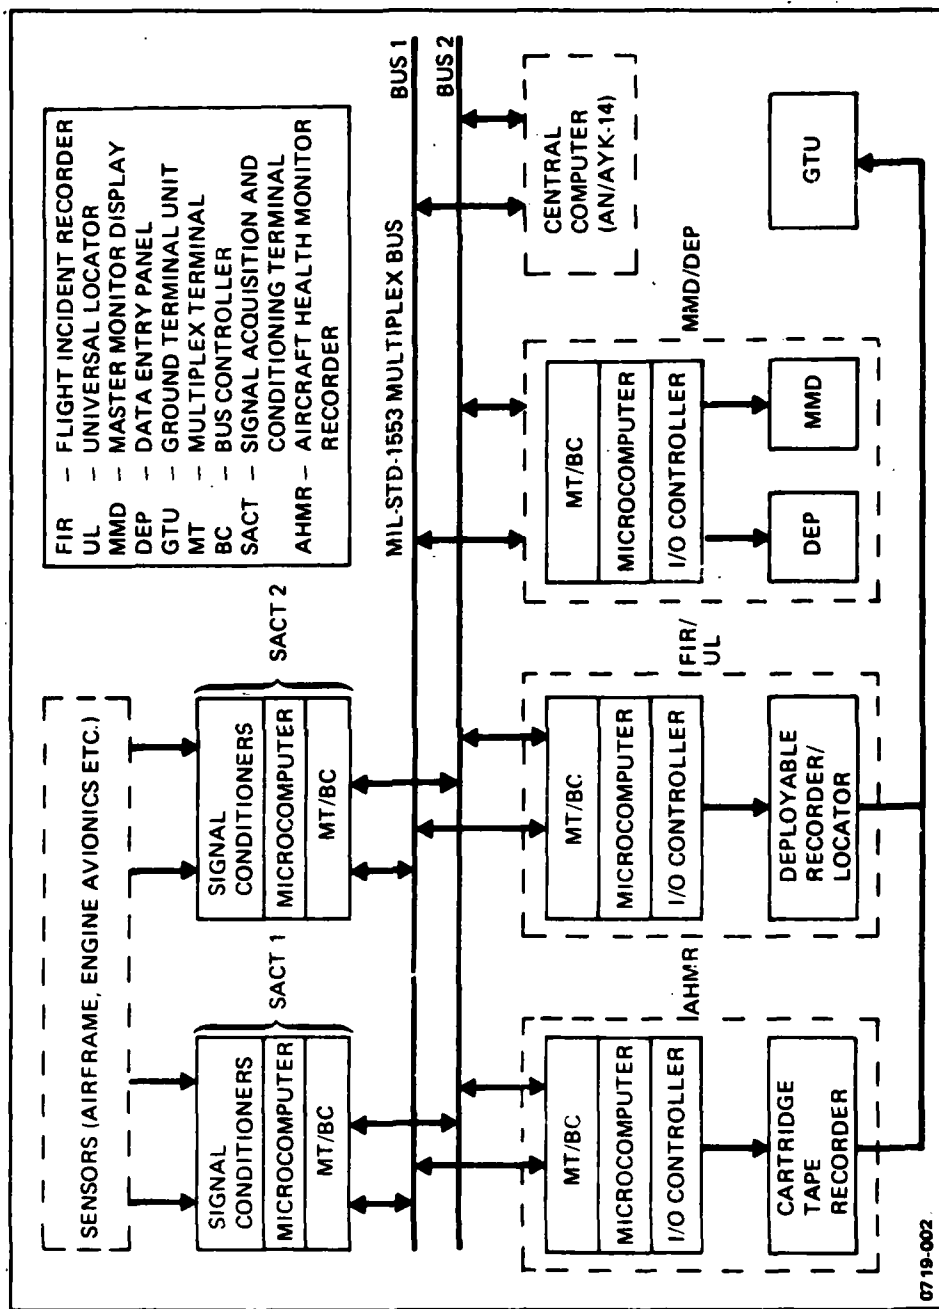 SENSORS (AIRFRAME, ENGINE AVIONICS ETC.)
FIR – FLIGHT INCIDENT RECORDER
UL – UNIVERSAL LOCATOR
MMD – MASTER MONITOR DISPLAY
DEP – DATA ENTRY PANEL
GTU – GROUND TERMINAL UNIT
MT – MULTIPLEX TERMINAL
BC – BUS CONTROLLER
SACT – SIGNAL ACQUISITION AND
CONDITIONING TERMINAL
AHMR – AIRCRAFT HEALTH MONITOR
RECORDER
SIGNAL
CONDITIONERS
MICROCOMPUTER
MT/BC
SACT 1
SIGNAL
CONDITIONERS
MICROCOMPUTER
MT/BC
SACT 2
MIL-STD-1553 MULTIPLEX BUS
BUS 1
BUS 2
MT/BC
MICROCOMPUTER
I/O CONTROLLER
CARTRIDGE
TAPE
RECORDER
AHMR
MT/BC
MICROCOMPUTER
I/O CONTROLLER
DEPLOYABLE
RECORDER/
LOCATOR
FIR/
UL
MT/BC
MICROCOMPUTER
I/O CONTROLLER
DEP
MMD
MMD/DEP
CENTRAL
COMPUTER
(AN/AYK-14)
GTU
0719-002